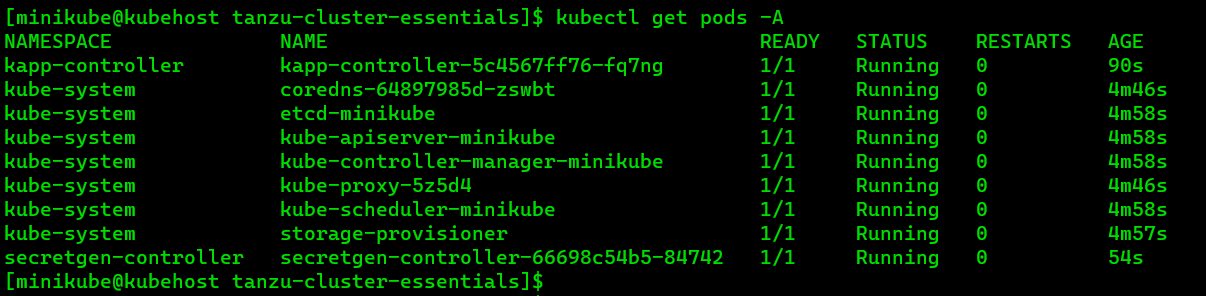 [minikube@kubehost tanzu-cluster-essentials]$ kubectl get pods -A
NAMESPACE NAME READY STATUS RESTARTS AGE
kapp-controller kapp-controller-5c4567ff76-fq7ng 1/1 Running 0 90s
kube-system coredns-64897985d-zswbt 1/1 Running 0 4m46s
kube-system etcd-minikube 1/1 Running 0 4m58s
kube-system kube-apiserver-minikube 1/1 Running 0 4m58s
kube-system kube-controller-manager-minikube 1/1 Running 0 4m58s
kube-system kube-proxy-5z5d4 1/1 Running 0 4m46s
kube-system kube-scheduler-minikube 1/1 Running 0 4m58s
kube-system storage-provisioner 1/1 Running 0 4m57s
secretgen-controller secretgen-controller-66698c54b5-84742 1/1 Running 0 54s
[minikube@kubehost tanzu-cluster-essentials]$